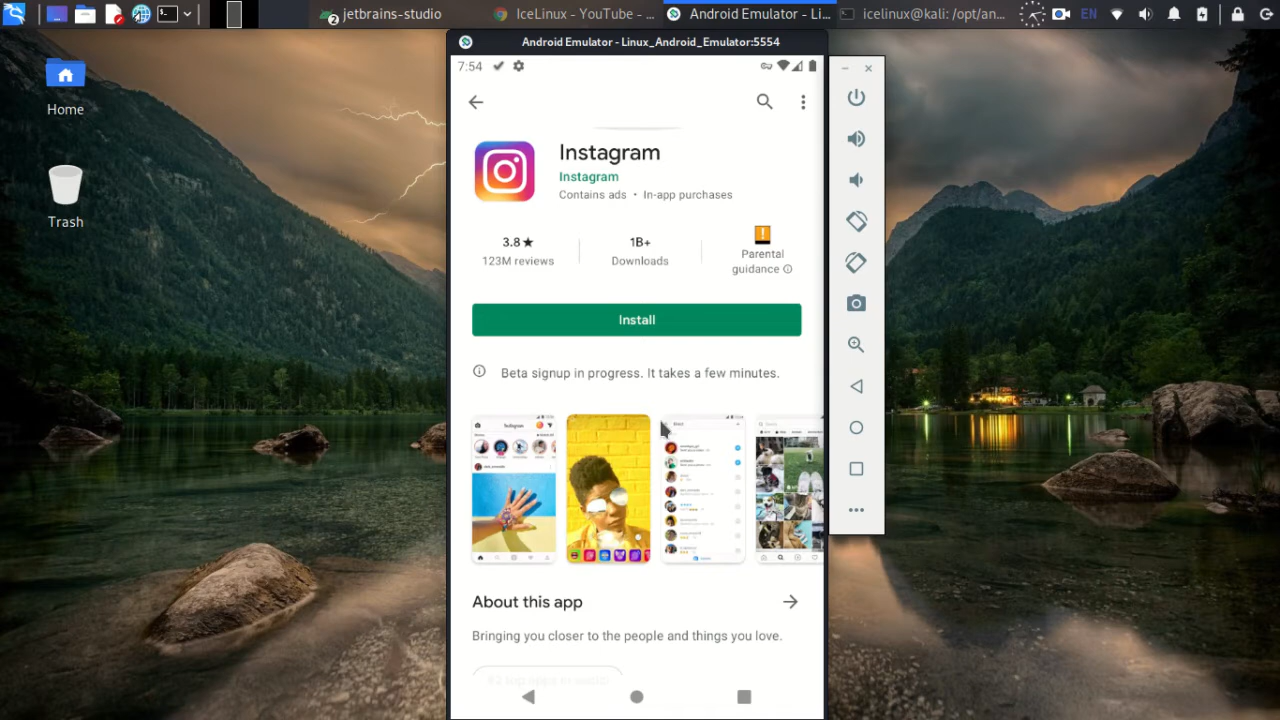 jetbrains-studio
IceLinux - YouTube - ...
Android Emulator - Li...
icelinux@kali: /opt/an...
EN
2
Home
Trash
Android Emulator - Linux_Android_Emulator:5554
7:54
Instagram
Instagram
Contains ads • In-app purchases
3.8★
123M reviews
1B+
Downloads
Parental
guidance
Install
Beta signup in progress. It takes a few minutes.
Instagram
About this app
Bringing you closer to the people and things you love.